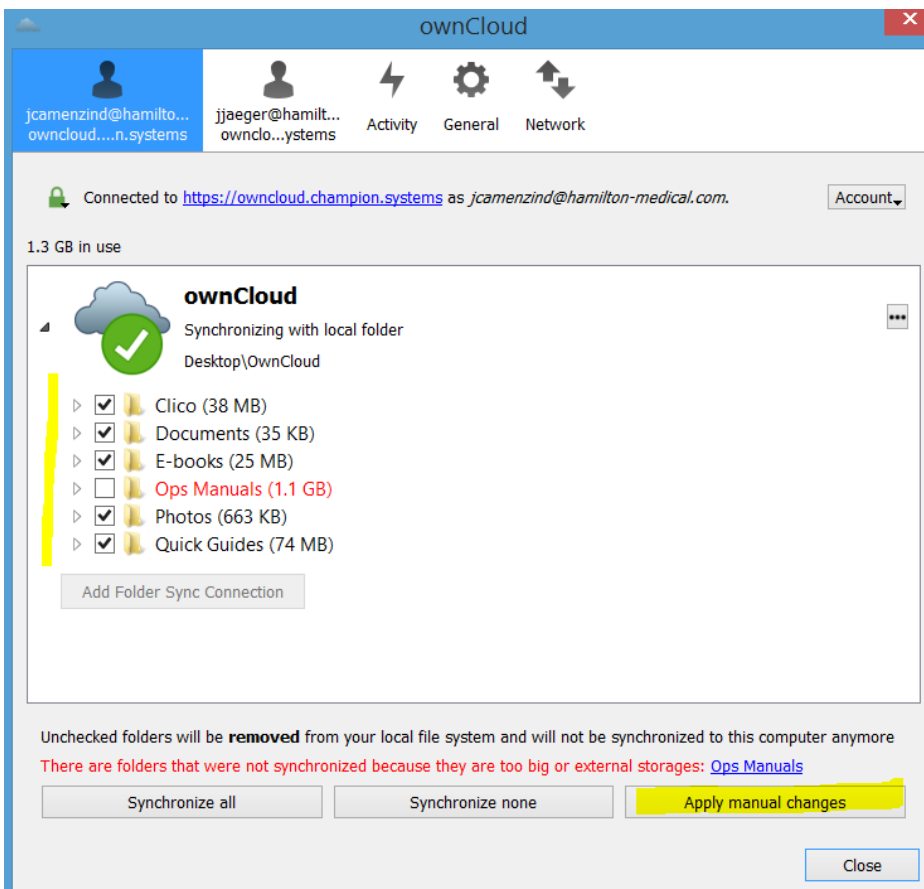 ownCloud
jcamenzind@hamilto...
owncloud....n.systems
jjaeger@hamilt...
ownclo...ystems
Activity
General
Network
Connected to https://owncloud.champion.systems as jcamenzind@hamilton-medical.com.
Account
1.3 GB in use
ownCloud
Synchronizing with local folder
Desktop\OwnCloud
Clico (38 MB)
Documents (35 KB)
E-books (25 MB)
Ops Manuals (1.1 GB)
Photos (663 KB)
Quick Guides (74 MB)
Add Folder Sync Connection
Unchecked folders will be removed from your local file system and will not be synchronized to this computer anymore
There are folders that were not synchronized because they are too big or external storages: Ops Manuals
Synchronize all
Synchronize none
Apply manual changes
Close